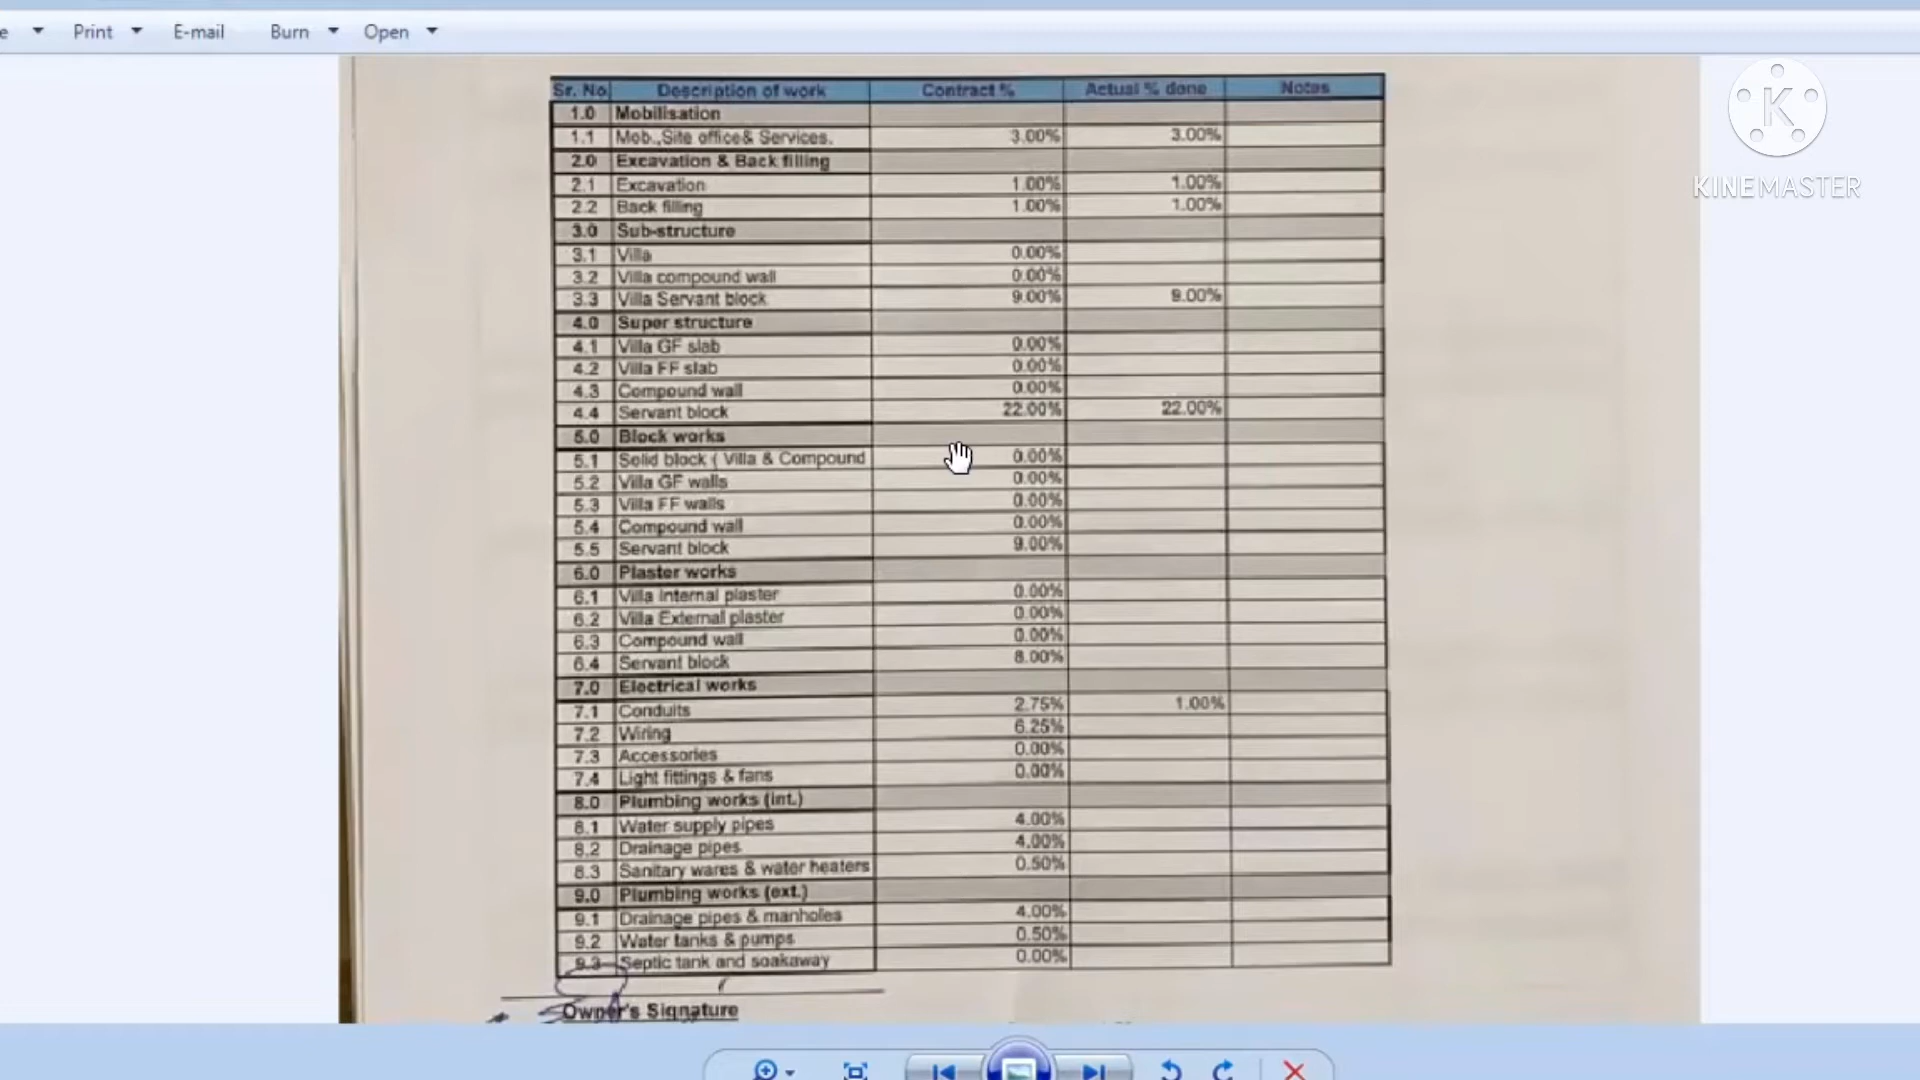 e Print E-mail Burn Open
KINEMASTER
Sr. No Description of work Contract % Actual % done Notes
1.0 Mobilisation
1.1 Mob.,Site office& Services. 3.00% 3.00%
2.0 Excavation & Back filling
2.1 Excavation 1.00% 1.00%
2.2 Back filling 1.00% 1.00%
3.0 Sub-structure
3.1 Villa 0.00%
3.2 Villa compound wall 0.00%
3.3 Villa Servant block 9.00% 9.00%
4.0 Super structure
4.1 Villa GF slab 0.00%
4.2 Villa FF slab 0.00%
4.3 Compound wall 0.00%
4.4 Servant block 22.00% 22.00%
5.0 Block works
5.1 Solid block ( Villa & Compound 0.00%
5.2 Villa GF walls 0.00%
5.3 Villa FF walls 0.00%
5.4 Compound wall 0.00%
5.5 Servant block 9.00%
6.0 Plaster works
6.1 Villa Internal plaster 0.00%
6.2 Villa External plaster 0.00%
6.3 Compound wall 0.00%
6.4 Servant block 8.00%
7.0 Electrical works
7.1 Conduits 2.75% 1.00%
7.2 Wiring 6.25%
7.3 Accessories 0.00%
7.4 Light fittings & fans 0.00%
8.0 Plumbing works (int.)
8.1 Water supply pipes 4.00%
8.2 Drainage pipes 4.00%
8.3 Sanitary wares & water heaters 0.50%
9.0 Plumbing works (ext.)
9.1 Drainage pipes & manholes 4.00%
9.2 Water tanks & pumps 0.50%
9.3 Septic tank and soakaway 0.00%
Owner's Signature